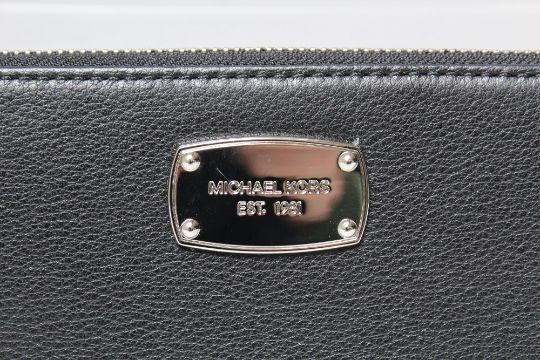 MICHAEL KORS
EST. 1981